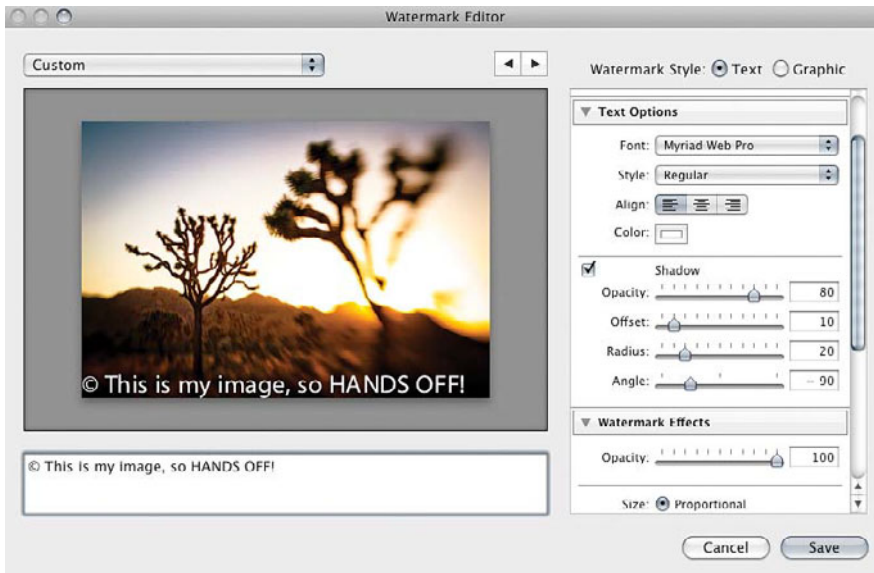 Watermark Editor
Custom
Watermark Style: Text Graphic
Text Options
Font: Myriad Web Pro
Style: Regular
Align:
Color:
Shadow
Opacity: 80
Offset: 10
Radius: 20
Angle: - 90
Watermark Effects
Opacity: 100
Size: Proportional
© This is my image, so HANDS OFF!
© This is my image, so HANDS OFF!
Cancel Save